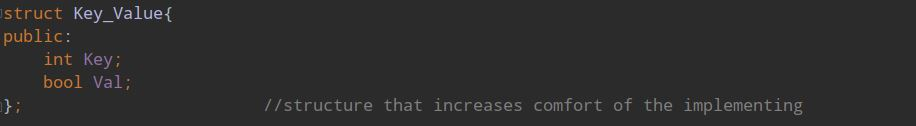 struct Key_Value{
public:
    int Key;
    bool Val;
};                        //structure that increases comfort of the implementing